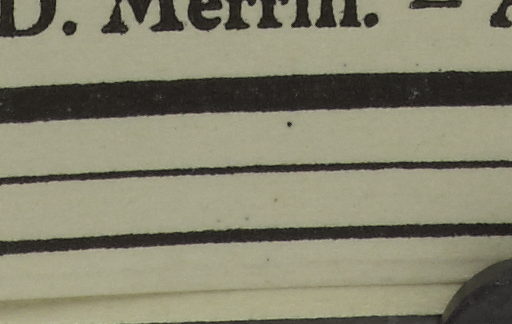 D. Merrill. –